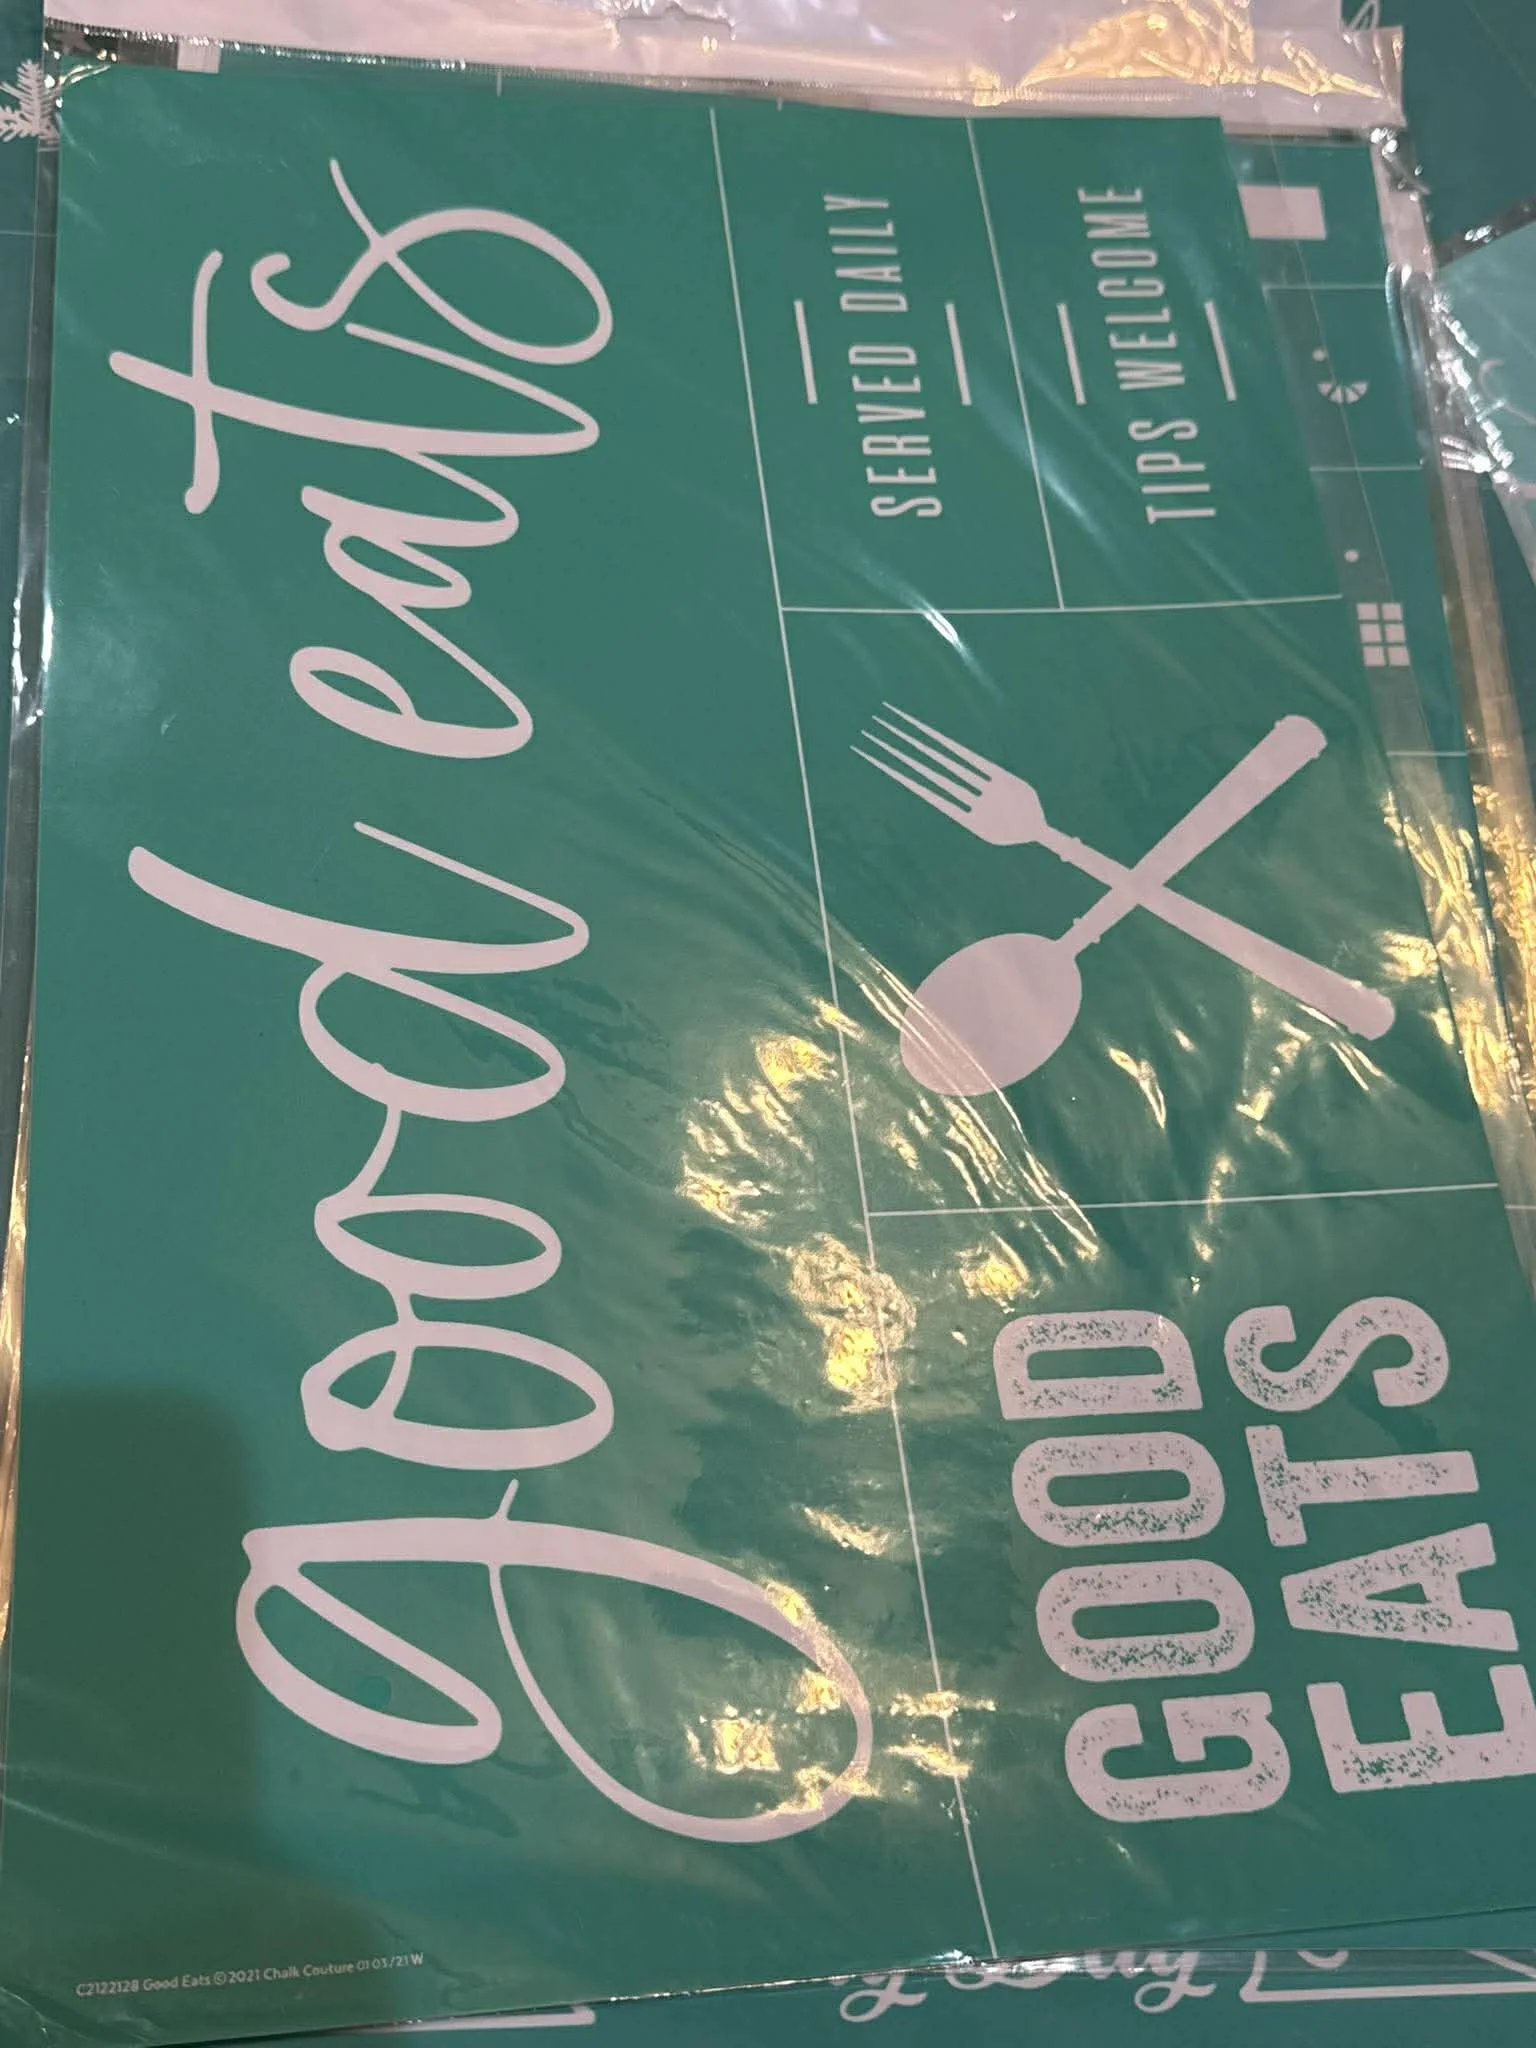 good eats
SERVED DAILY
TIPS WELCOME
GOOD
EATS
C2122128 Good Eats © 2021 Chalk Couture 01 03/21 W